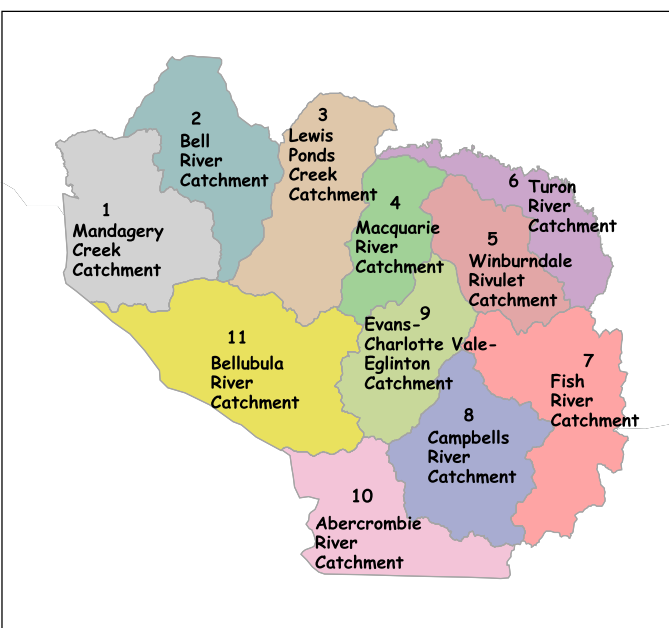 1
Mandagery
Creek
Catchment
2
Bell
River
Catchment
3
Lewis
Ponds
Creek
Catchment
4
Macquarie
River
Catchment
5
Winburndale
Rivulet
Catchment
6
Turon
River
Catchment
7
Fish
River
Catchment
8
Campbells
River
Catchment
9
Evans-
Charlotte Vale-
Eglinton
Catchment
10
Abercrombie
River
Catchment
11
Bellubula
River
Catchment